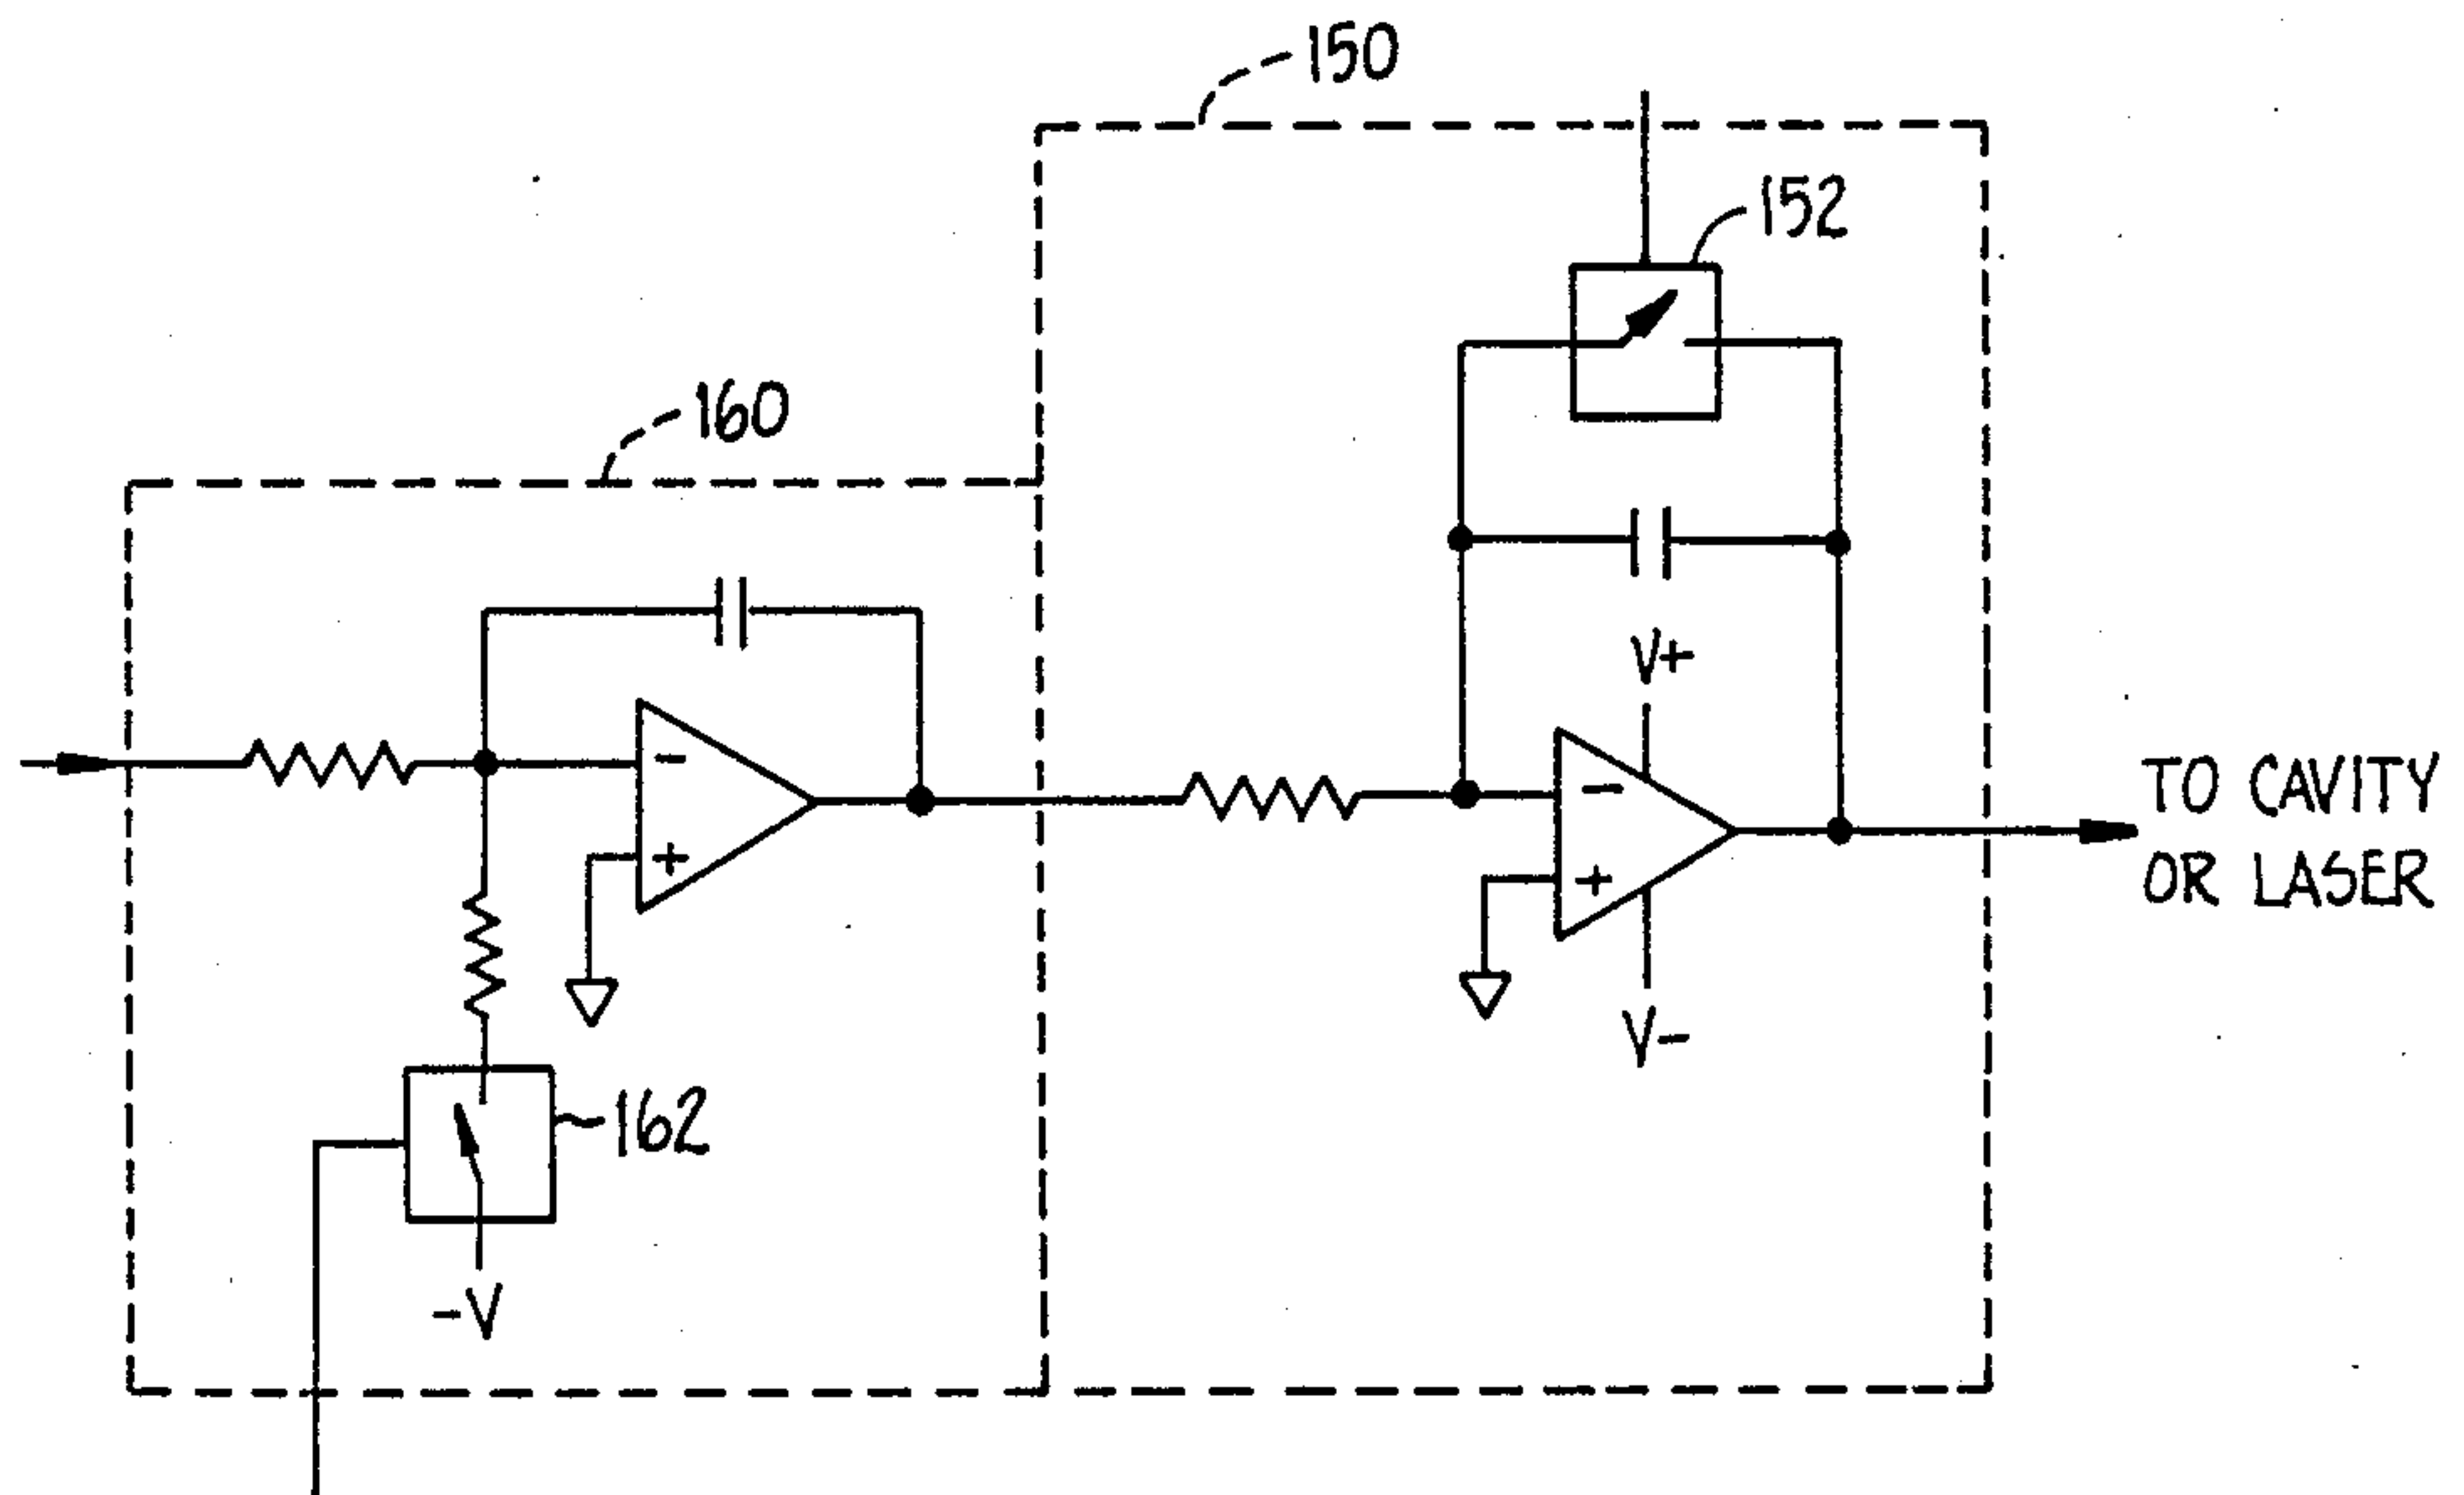 150
152
160
V+
-
+
-
+
TO CAVITY
OR LASER
V-
162
-V